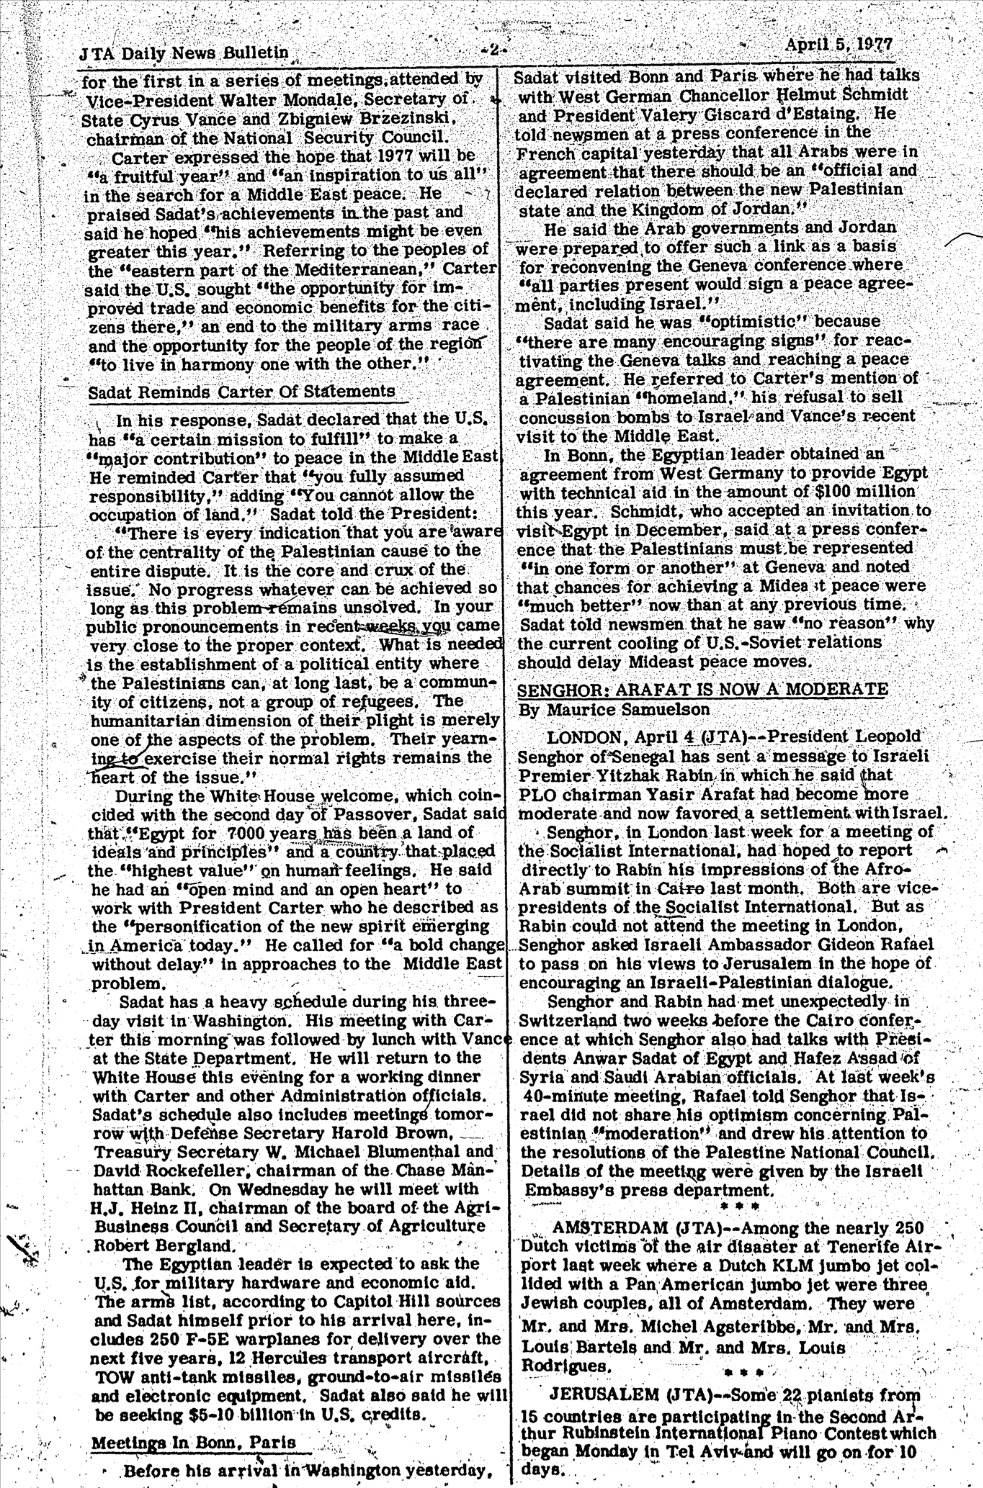 JTA Daily News Bulletin
-2-
April 5, 1977
for the first in a series of meetings attended by
Vice-President Walter Mondale, Secretary of
State Cyrus Vance and Zbigniew Brzezinski,
chairman of the National Security Council.
Carter expressed the hope that 1977 will be
"a fruitful year" and "an inspiration to us all"
in the search for a Middle East peace. He
praised Sadat's achievements in the past and
said he hoped "his achievements might be even
greater this year." Referring to the peoples of
the "eastern part of the Mediterranean," Carter
said the U.S. sought "the opportunity for im-
proved trade and economic benefits for the citi-
zens there," an end to the military arms race
and the opportunity for the people of the region
"to live in harmony one with the other."
Sadat Reminds Carter Of Statements
In his response, Sadat declared that the U.S.
has "a certain mission to fulfill" to make a
"major contribution" to peace in the Middle East
He reminded Carter that "you fully assumed
responsibility," adding "You cannot allow the
occupation of land." Sadat told the President:
"There is every indication that you are aware
of the centrality of the Palestinian cause to the
entire dispute. It is the core and crux of the
issue. No progress whatever can be achieved so
long as this problem remains unsolved. In your
public pronouncements in recent weeks you came
very close to the proper context. What is needed
is the establishment of a political entity where
the Palestinians can, at long last, be a commun-
ity of citizens, not a group of refugees. The
humanitarian dimension of their plight is merely
one of the aspects of the problem. Their yearn-
ing to exercise their normal rights remains the
heart of the issue."
During the White House welcome, which coin-
cided with the second day of Passover, Sadat said
that "Egypt for 7000 years has been a land of
ideals and principles" and a country that placed
the "highest value" on human feelings. He said
he had an "open mind and an open heart" to
work with President Carter who he described as
the "personification of the new spirit emerging
in America today." He called for "a bold change
without delay" in approaches to the Middle East
problem.
Sadat has a heavy schedule during his three-
day visit in Washington. His meeting with Car-
ter this morning was followed by lunch with Vance
at the State Department. He will return to the
White House this evening for a working dinner
with Carter and other Administration officials.
Sadat's schedule also includes meetings tomor-
row with Defense Secretary Harold Brown,
Treasury Secretary W. Michael Blumenthal and
David Rockefeller, chairman of the Chase Man-
hattan Bank. On Wednesday he will meet with
H.J. Heinz II, chairman of the board of the Agri-
Business Council and Secretary of Agriculture
Robert Bergland.
The Egyptian leader is expected to ask the
U.S. for military hardware and economic aid.
The arms list, according to Capitol Hill sources
and Sadat himself prior to his arrival here, in-
cludes 250 F-5E warplanes for delivery over the
next five years, 12 Hercules transport aircraft,
TOW anti-tank missiles, ground-to-air missiles
and electronic equipment. Sadat also said he will
be seeking $5-10 billion in U.S. credits.
Meetings In Bonn, Paris
Before his arrival in Washington yesterday,
Sadat visited Bonn and Paris where he had talks
with West German Chancellor Helmut Schmidt
and President Valery Giscard d'Estaing. He
told newsmen at a press conference in the
French capital yesterday that all Arabs were in
agreement that there should be an "official and
declared relation between the new Palestinian
state and the Kingdom of Jordan."
He said the Arab governments and Jordan
were prepared to offer such a link as a basis
for reconvening the Geneva conference where
"all parties present would sign a peace agree-
ment, including Israel."
Sadat said he was "optimistic" because
"there are many encouraging signs" for reac-
tivating the Geneva talks and reaching a peace
agreement. He referred to Carter's mention of
a Palestinian "homeland," his refusal to sell
concussion bombs to Israel and Vance's recent
visit to the Middle East.
In Bonn, the Egyptian leader obtained an
agreement from West Germany to provide Egypt
with technical aid in the amount of $100 million
this year. Schmidt, who accepted an invitation to
visit Egypt in December, said at a press confer-
ence that the Palestinians must be represented
"in one form or another" at Geneva and noted
that chances for achieving a Mideast peace were
"much better" now than at any previous time.
Sadat told newsmen that he saw "no reason" why
the current cooling of U.S.-Soviet relations
should delay Mideast peace moves.
SENGHOR: ARAFAT IS NOW A MODERATE
By Maurice Samuelson
LONDON, April 4 (JTA)--President Leopold
Senghor of Senegal has sent a message to Israeli
Premier Yitzhak Rabin in which he said that
PLO chairman Yasir Arafat had become more
moderate and now favored a settlement with Israel.
Senghor, in London last week for a meeting of
the Socialist International, had hoped to report
directly to Rabin his impressions of the Afro-
Arab summit in Cairo last month. Both are vice-
presidents of the Socialist International. But as
Rabin could not attend the meeting in London,
Senghor asked Israeli Ambassador Gideon Rafael
to pass on his views to Jerusalem in the hope of
encouraging an Israeli-Palestinian dialogue.
Senghor and Rabin had met unexpectedly in
Switzerland two weeks before the Cairo confer-
ence at which Senghor also had talks with Presi-
dents Anwar Sadat of Egypt and Hafez Assad of
Syria and Saudi Arabian officials. At last week's
40-minute meeting, Rafael told Senghor that Is-
rael did not share his optimism concerning Pal-
estinian "moderation" and drew his attention to
the resolutions of the Palestine National Council.
Details of the meeting were given by the Israeli
Embassy's press department.
* * *
AMSTERDAM (JTA)--Among the nearly 250
Dutch victims of the air disaster at Tenerife Air-
port last week where a Dutch KLM jumbo jet col-
lided with a Pan American jumbo jet were three
Jewish couples, all of Amsterdam. They were
Mr. and Mrs. Michel Agsteribbe, Mr. and Mrs.
Louis Bartels and Mr. and Mrs. Louis
Rodrigues.
* * *
JERUSALEM (JTA)--Some 22 pianists from
15 countries are participating in the Second Ar-
thur Rubinstein International Piano Contest which
began Monday in Tel Aviv and will go on for 10
days.